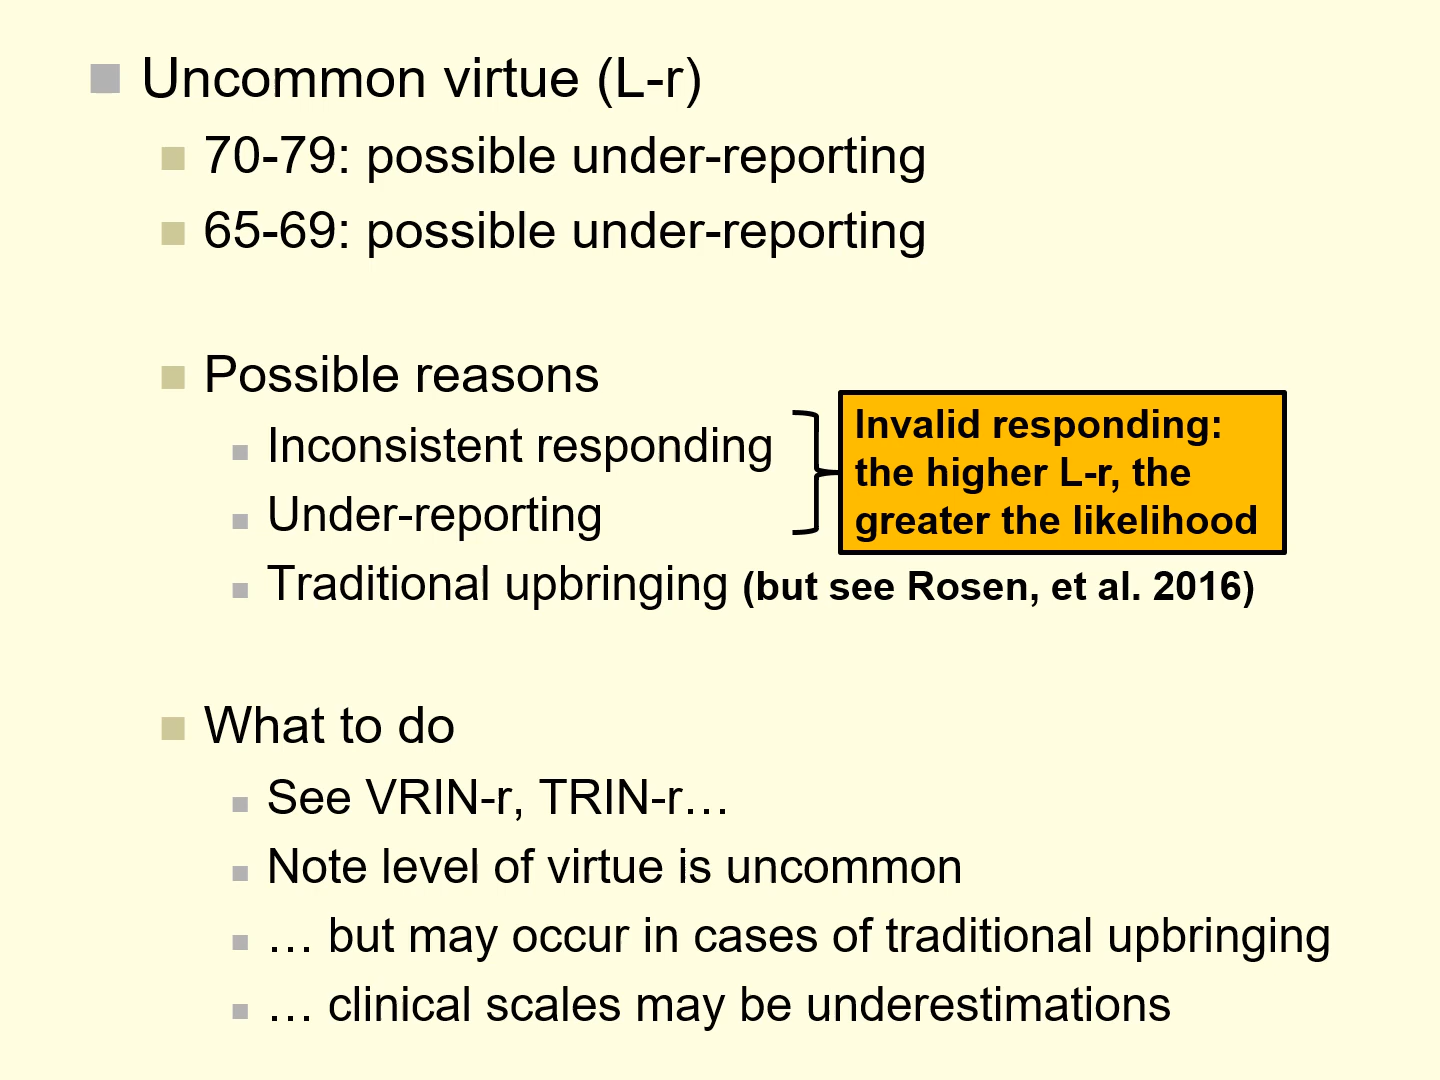 Uncommon virtue (L-r)
70-79: possible under-reporting
65-69: possible under-reporting
Possible reasons
Inconsistent responding
Under-reporting
Invalid responding:
the higher L-r, the
greater the likelihood
Traditional upbringing (but see Rosen, et al. 2016)
What to do
See VRIN-r, TRIN-r…
Note level of virtue is uncommon
… but may occur in cases of traditional upbringing
… clinical scales may be underestimations